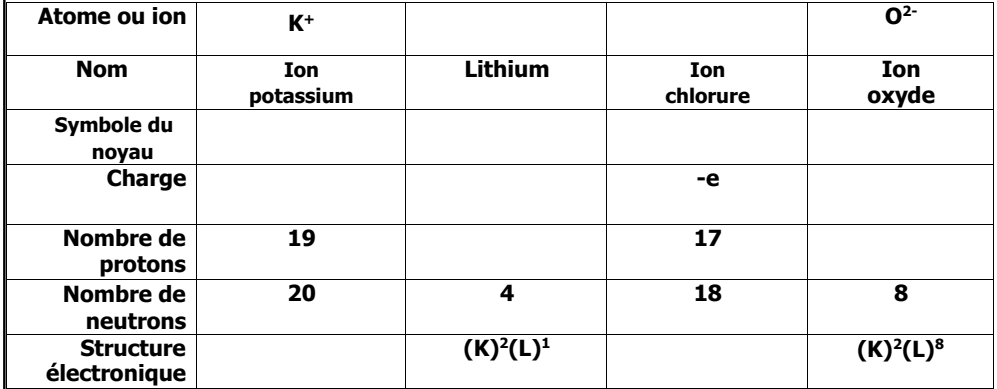 Atome ou ion K⁺ O²⁻
Nom Ion potassium Lithium Ion chlorure Ion oxyde
Symbole du noyau
Charge -e
Nombre de protons 19 17
Nombre de neutrons 20 4 18 8
Structure électronique (K)²(L)¹ (K)²(L)⁸